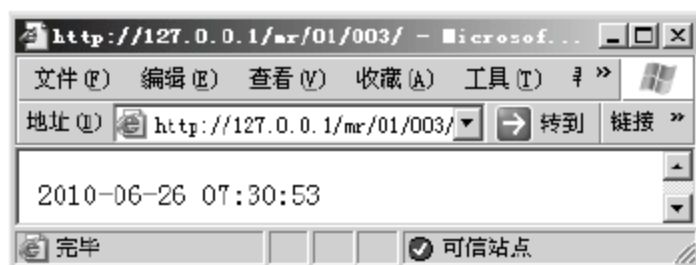 http://127.0.0.1/mr/01/003/ - Microsof...
文件(F) 编辑(E) 查看(V) 收藏(A) 工具(T) »
地址(D) http://127.0.0.1/mr/01/003/ 转到 链接 »
2010-06-26 07:30:53
完毕 可信站点